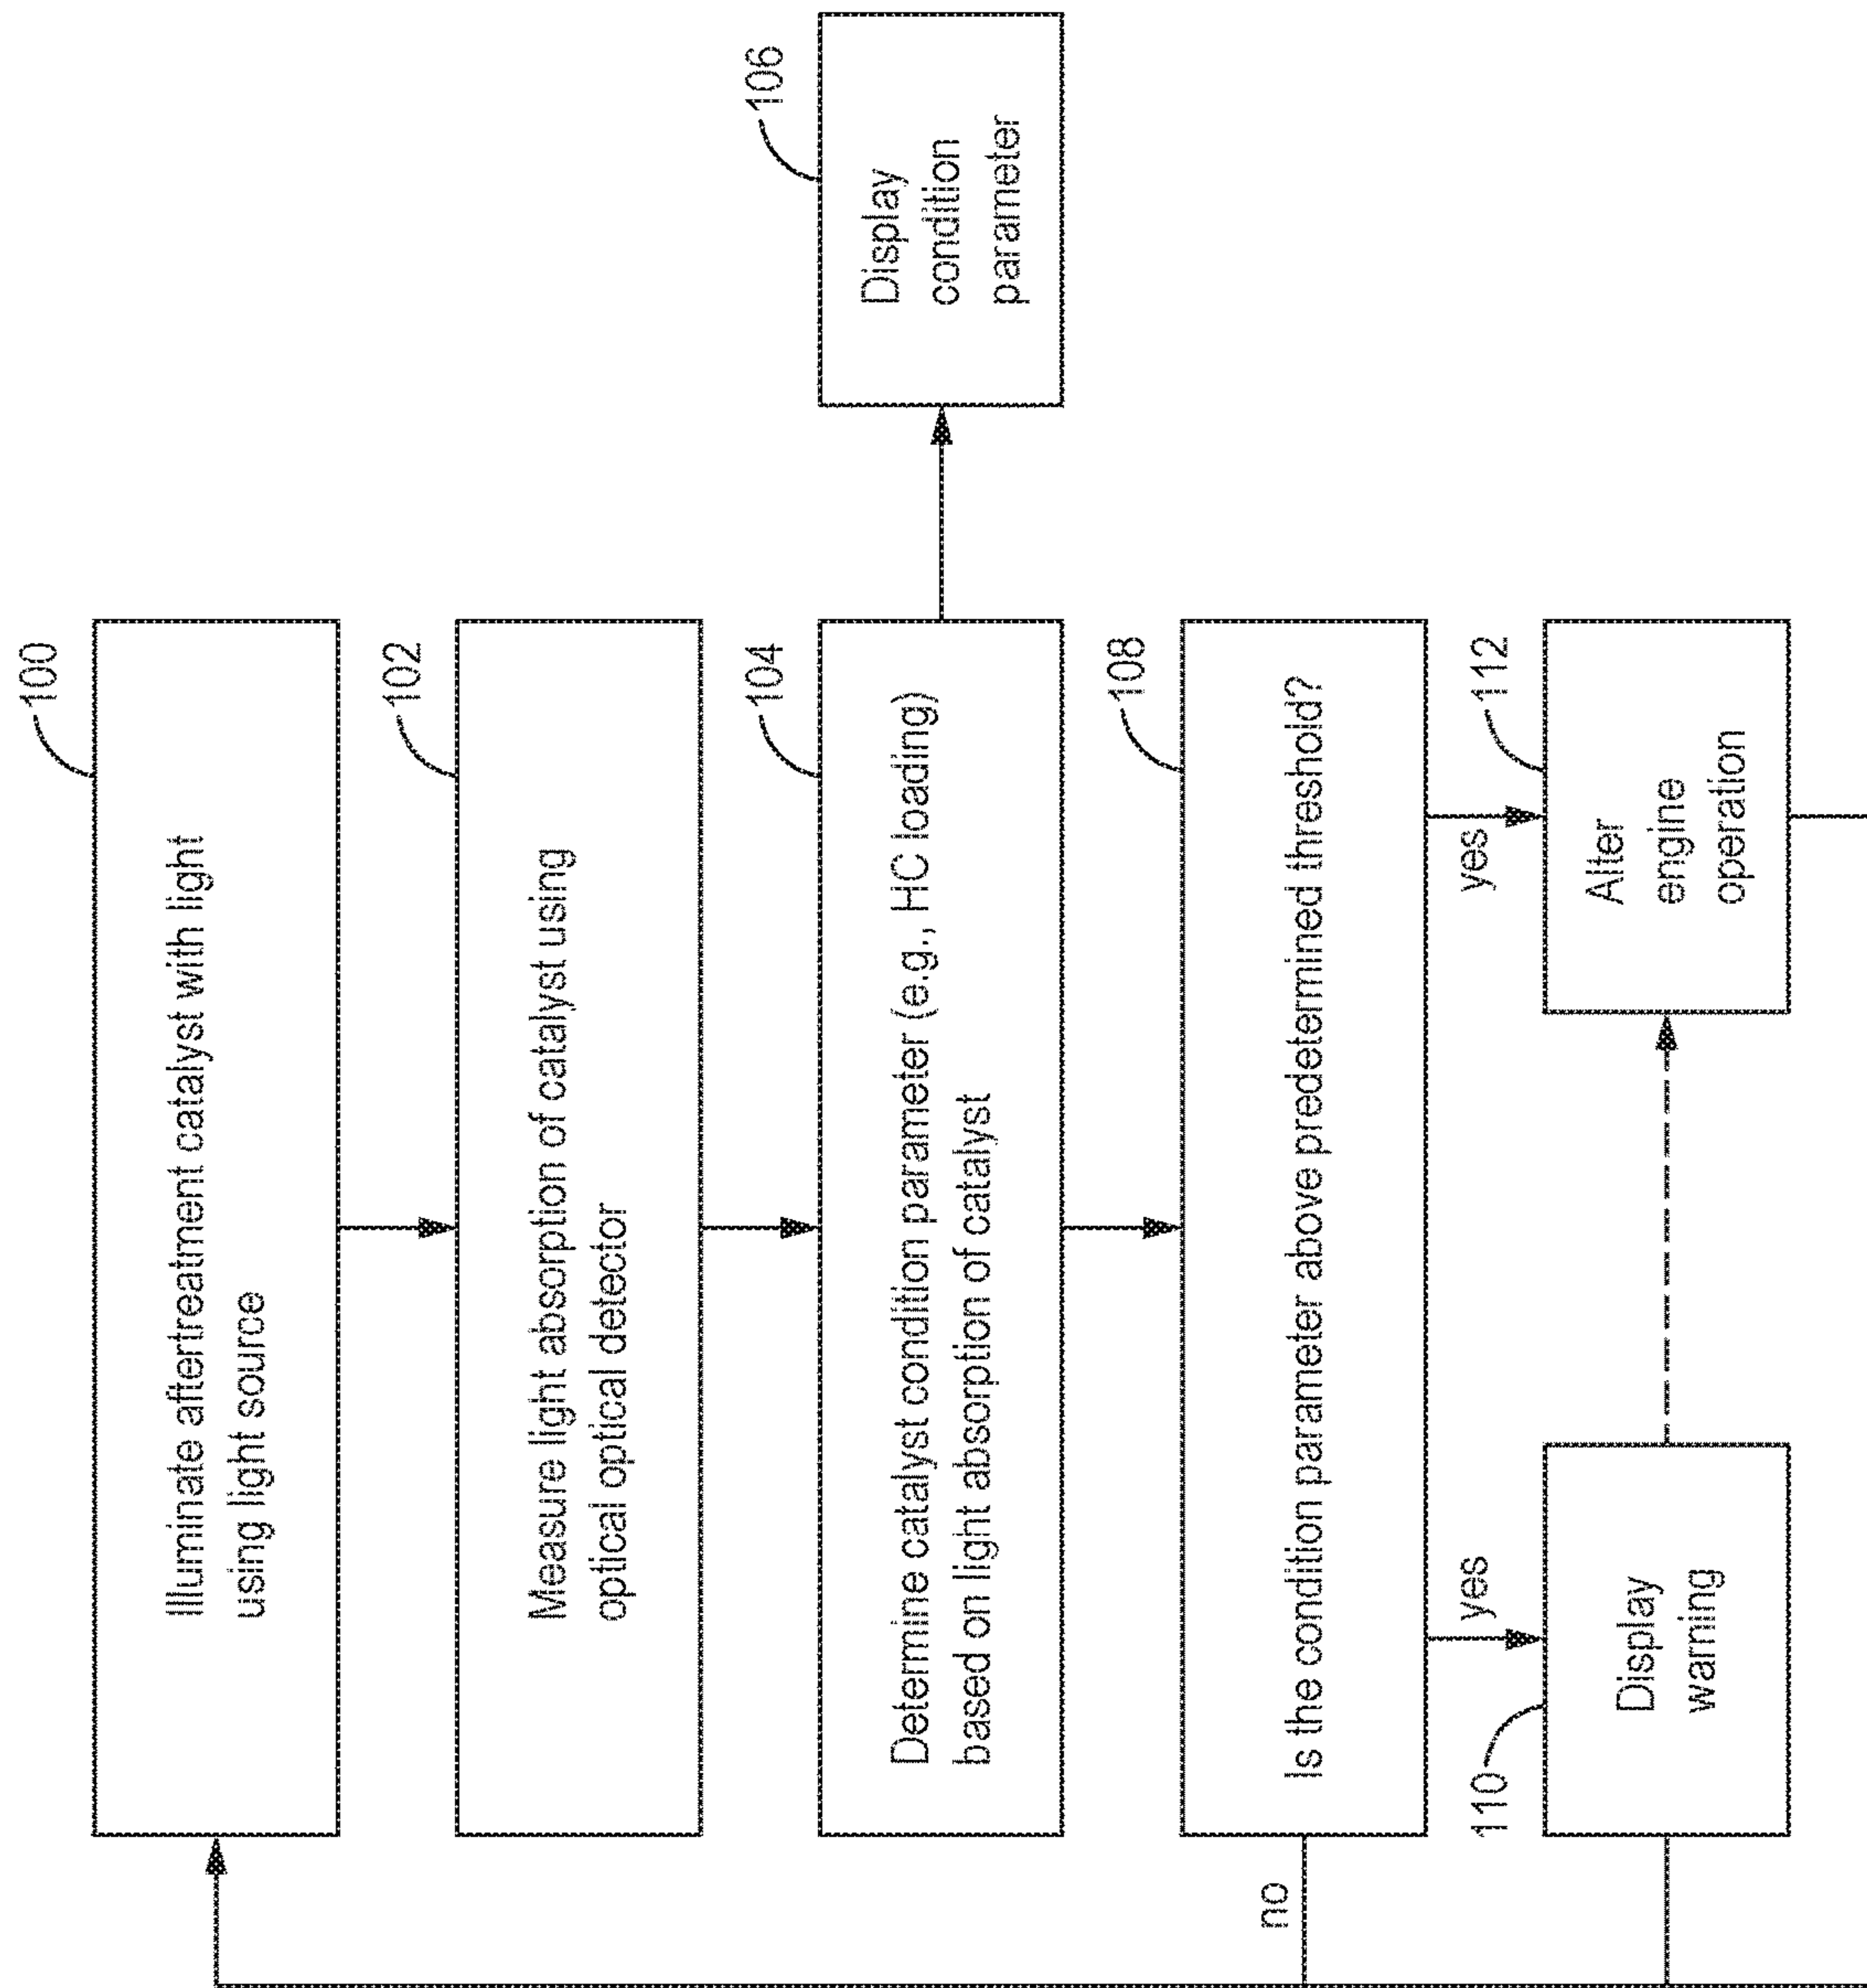 100
Illuminate aftertreatment catalyst with light
using light source
102
Measure light absorption of catalyst using
optical optical detector
104
Determine catalyst condition parameter (e.g., HC loading)
based on light absorption of catalyst
106
Display
condition
parameter
108
Is the condition parameter above predetermined threshold?
no
yes
yes
110
Display
warning
112
Alter
engine
operation